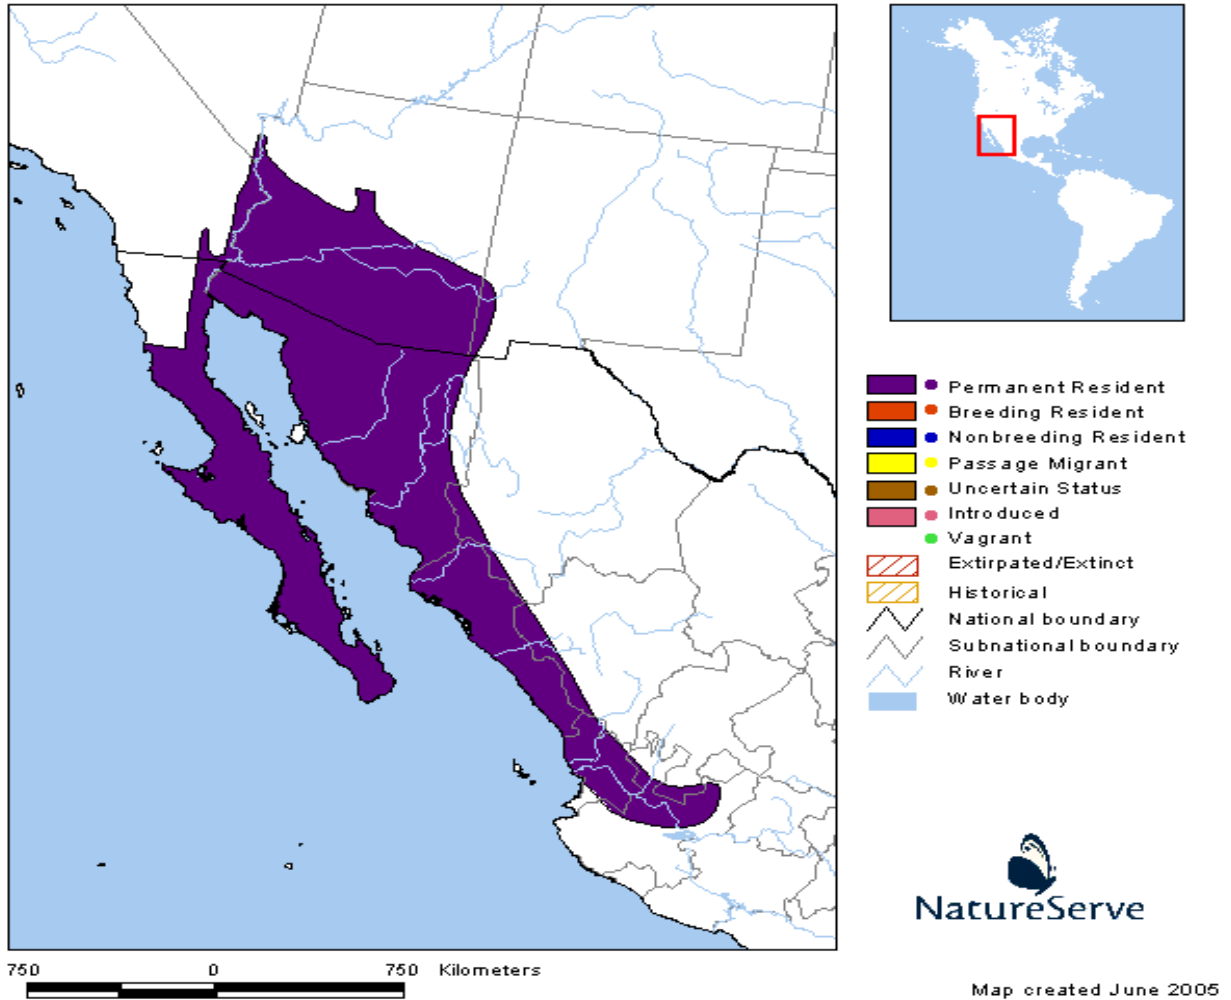 Permanent Resident
Breeding Resident
Nonbreeding Resident
Passage Migrant
Uncertain Status
Introduced
Vagrant
Extirpated/Extinct
Historical
National boundary
Subnational boundary
River
Water body
NatureServe
750 0 750 Kilometers
Map created June 2005